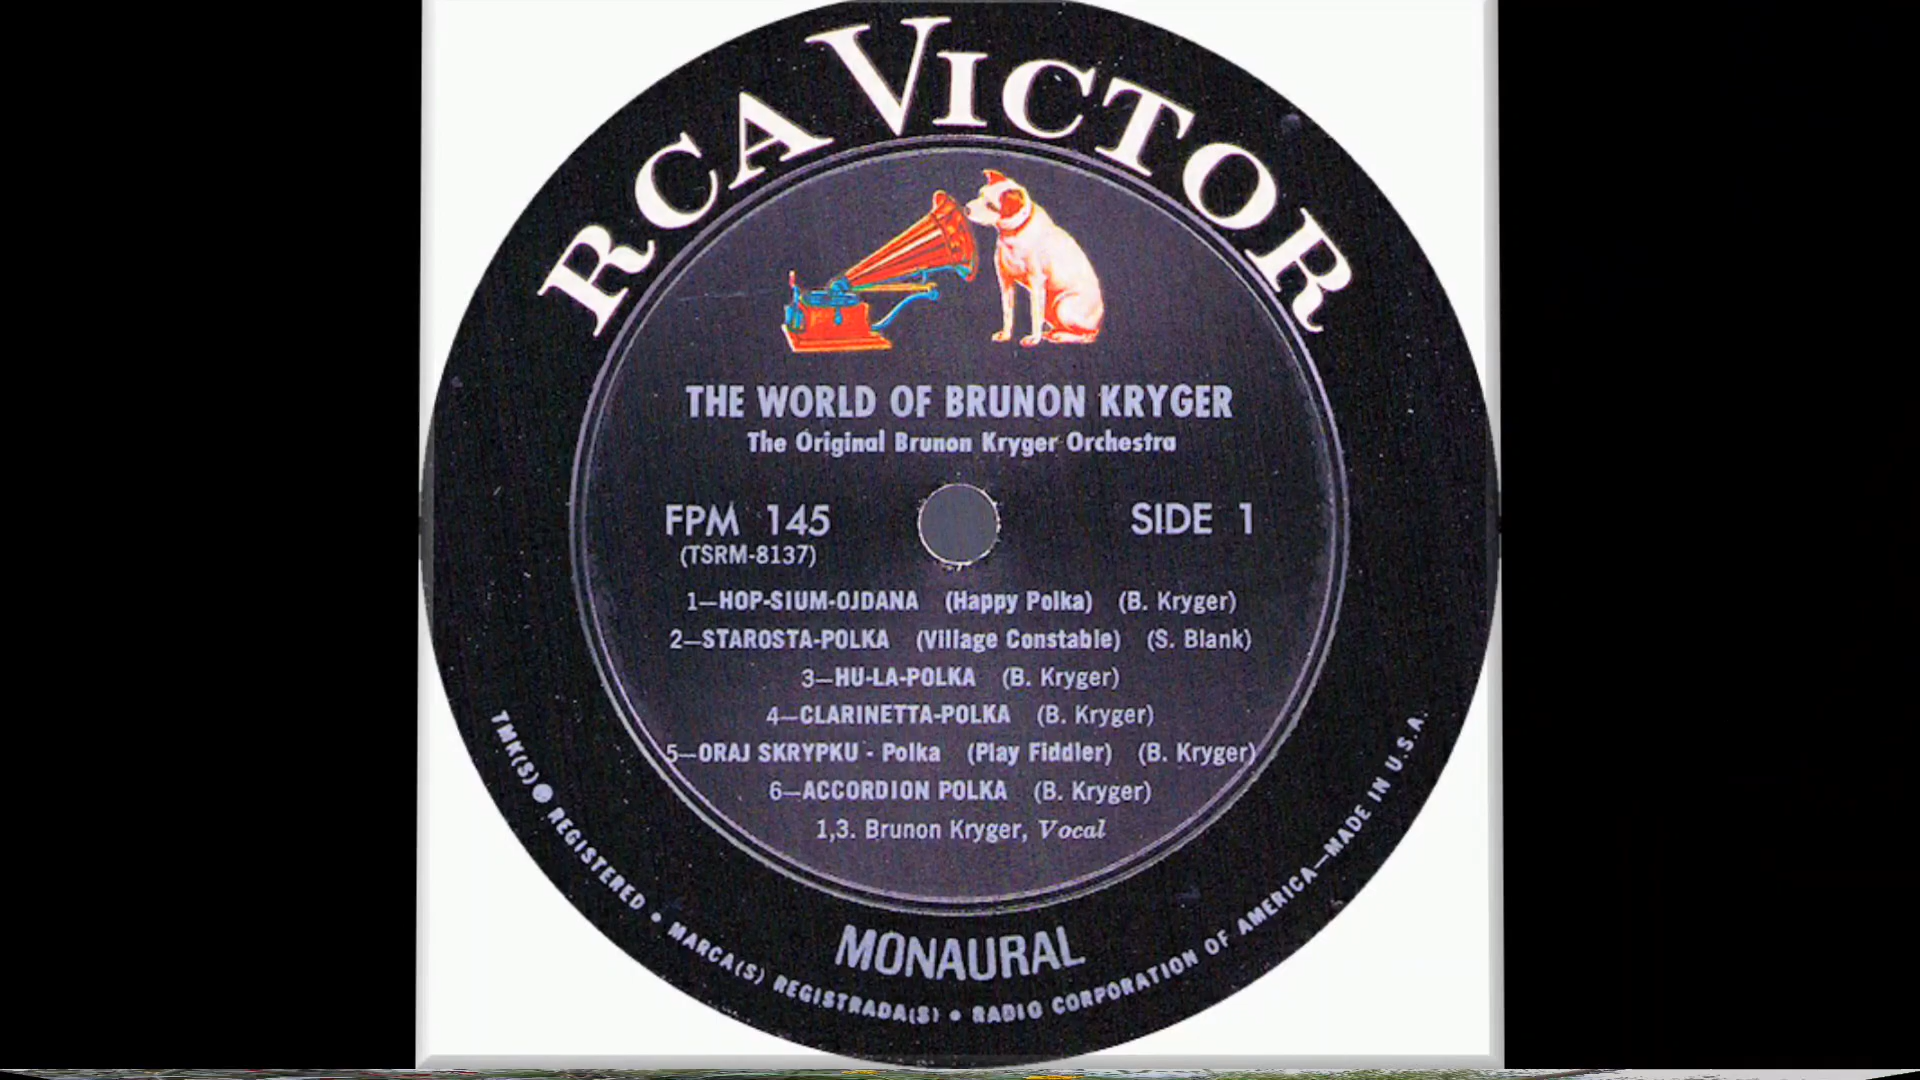 RCA VICTOR
THE WORLD OF BRUNON KRYGER
The Original Brunon Kryger Orchestra
FPM 145
SIDE 1
(TSRM-8137)
1—HOP-SIUM-OJDANA (Happy Polka) (B. Kryger)
2—STAROSTA-POLKA (Village Constable) (S. Blank)
3—HU-LA-POLKA (B. Kryger)
4—CLARINETTA-POLKA (B. Kryger)
5—ORAJ SKRYPKU - Polka (Play Fiddler) (B. Kryger)
6—ACCORDION POLKA (B. Kryger)
1,3. Brunon Kryger, Vocal
MONAURAL
TMK(S) ® REGISTERED • MARCA(S) REGISTRADA(S) • RADIO CORPORATION OF AMERICA—MADE IN U.S.A.